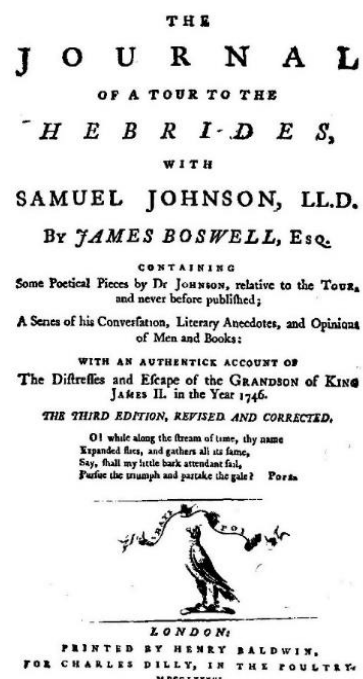 THE
JOURNAL
OF A TOUR TO THE
HEBRIDES,
WITH
SAMUEL JOHNSON, LL.D.
By JAMES BOSWELL, Esq.
CONTAINING
Some Poetical Pieces by Dr JOHNSON, relative to the TOUR,
and never before publiſhed;
A Series of his Converſation, Literary Anecdotes, and Opinions
of Men and Books:
WITH AN AUTHENTICK ACCOUNT OF
The Diſtreſſes and Eſcape of the GRANDSON of KING
JAMES II. in the Year 1746.
THE THIRD EDITION, REVISED AND CORRECTED.
O! while along the ſtream of time, thy name
Expanded flies, and gathers all its fame,
Say, ſhall my little bark attendant ſail,
Purſue the triumph and partake the gale? POPE.
LONDON:
PRINTED BY HENRY BALDWIN,
FOR CHARLES DILLY, IN THE POULTRY.